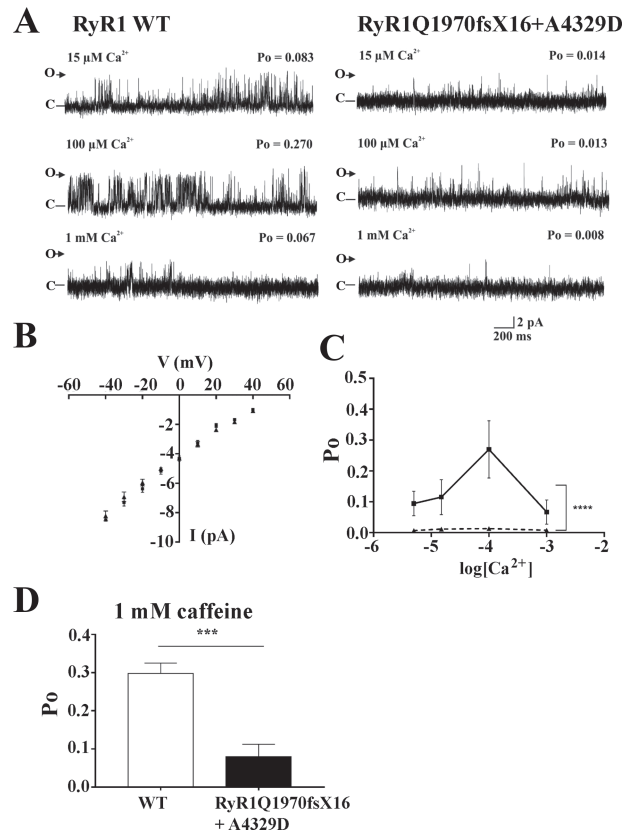 A
RyR1 WT
RyR1Q1970fsX16+A4329D
15 µM Ca²⁺ Po = 0.083
O
C
15 µM Ca²⁺ Po = 0.014
O
C
100 µM Ca²⁺ Po = 0.270
O
C
100 µM Ca²⁺ Po = 0.013
O
C
1 mM Ca²⁺ Po = 0.067
O
C
1 mM Ca²⁺ Po = 0.008
O
C
2 pA
200 ms
B
V (mV)
-60 -40 -20 0 20 40 60
-2
-4
-6
-8
-10
I (pA)
C
Po
0.5
0.4
0.3
0.2
0.1
0.0
-6 -5 -4 -3 -2
log[Ca²⁺]
****
D
1 mM caffeine
***
Po
0.4
0.3
0.1
0.0
WT
RyR1Q1970fsX16
+ A4329D